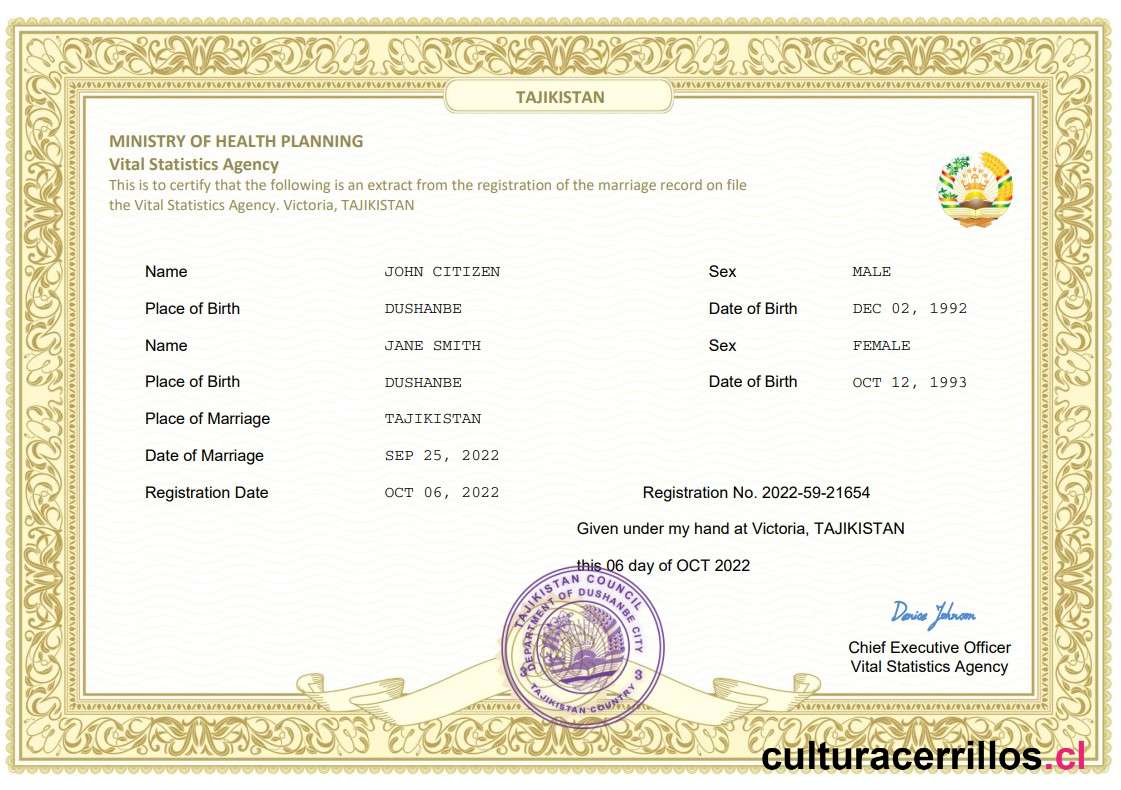 TAJIKISTAN
MINISTRY OF HEALTH PLANNING
Vital Statistics Agency
This is to certify that the following is an extract from the registration of the marriage record on file
the Vital Statistics Agency. Victoria, TAJIKISTAN
Name JOHN CITIZEN Sex MALE
Place of Birth DUSHANBE Date of Birth DEC 02, 1992
Name JANE SMITH Sex FEMALE
Place of Birth DUSHANBE Date of Birth OCT 12, 1993
Place of Marriage TAJIKISTAN
Date of Marriage SEP 25, 2022
Registration Date OCT 06, 2022 Registration No. 2022-59-21654
Given under my hand at Victoria, TAJIKISTAN
this 06 day of OCT 2022
TAJIKISTAN COUNCIL
DEPARTMENT OF DUSHANBE CITY
3 3
TAJIKISTAN COUNTRY
Denise Johnson
Chief Executive Officer
Vital Statistics Agency
culturacerrillos.cl